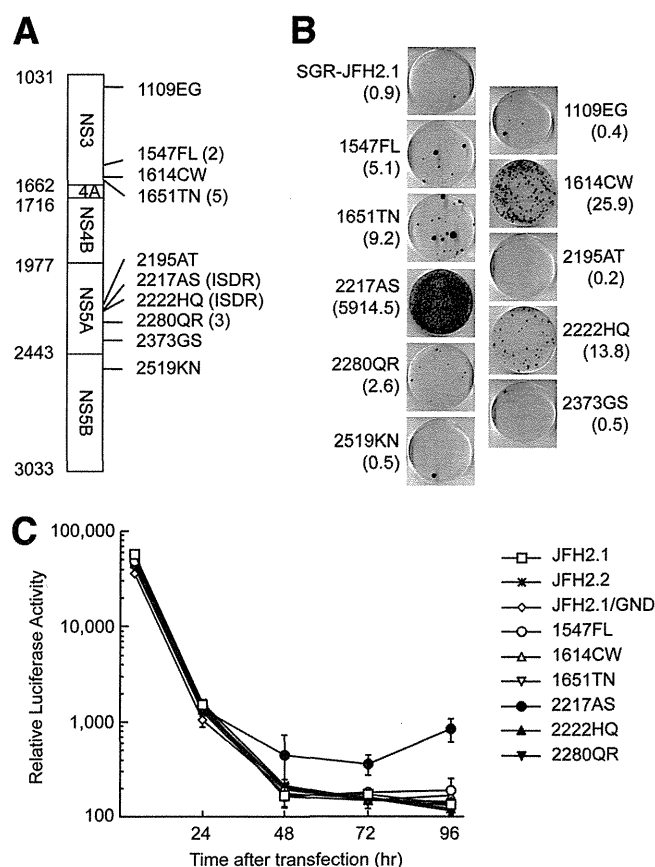 A
1031
1662
1716
1977
2443
3033
NS3
4A
NS4B
NS5A
NS5B
1109EG
1547FL (2)
1614CW
1651TN (5)
2195AT
2217AS (ISDR)
2222HQ (ISDR)
2280QR (3)
2373GS
2519KN
B
SGR-JFH2.1
(0.9)
1547FL
(5.1)
1651TN
(9.2)
2217AS
(5914.5)
2280QR
(2.6)
2519KN
(0.5)
1109EG
(0.4)
1614CW
(25.9)
2195AT
(0.2)
2222HQ
(13.8)
2373GS
(0.5)
C
Relative Luciferase Activity
100,000
10,000
1,000
100
24
48
72
96
Time after transfection (hr)
JFH2.1
JFH2.2
JFH2.1/GND
1547FL
1614CW
1651TN
2217AS
2222HQ
2280QR